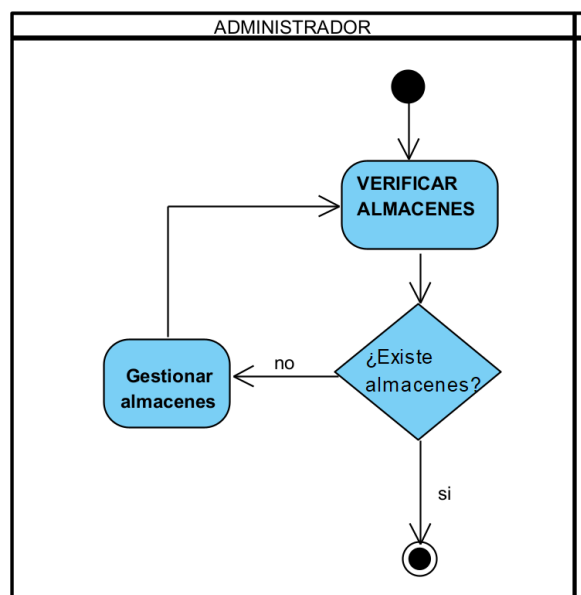 ADMINISTRADOR
VERIFICAR
ALMACENES
¿Existe
almacenes?
no
Gestionar
almacenes
si